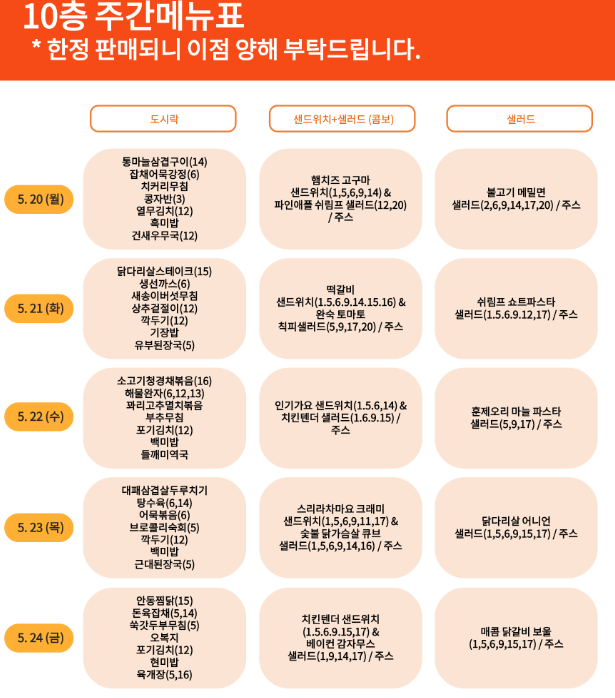 10층 주간메뉴표
* 한정 판매되니 이점 양해 부탁드립니다.
도시락
샌드위치+샐러드 (콤보)
샐러드
5. 20 (월)
통마늘삼겹구이(14)
잡채어묵강정(6)
치커리무침
콩자반(3)
열무김치(12)
흑미밥
건새우무국(12)
햄치즈 고구마
샌드위치(1,5,6,9,14) &
파인애플 쉬림프 샐러드(12,20)
/ 주스
불고기 메밀면
샐러드(2,6,9,14,17,20) / 주스
5. 21 (화)
닭다리살스테이크(15)
생선까스(6)
새송이버섯무침
상추겉절이(12)
깍두기(12)
기장밥
유부된장국(5)
떡갈비
샌드위치(1.5.6.9.14.15.16) &
완숙 토마토
칙피샐러드(5,9,17,20) / 주스
쉬림프 쇼트파스타
샐러드(1.5.6.9.12,17) / 주스
5. 22 (수)
소고기청경채볶음(16)
해물완자(6,12,13)
꽈리고추멸치볶음
부추무침
포기김치(12)
백미밥
들깨미역국
인기가요 샌드위치(1.5.6,14) &
치킨텐더 샐러드(1.6.9.15) /
주스
훈제오리 마늘 파스타
샐러드(5,9,17) / 주스
5. 23 (목)
대패삼겹살두루치기
탕수육(6,14)
어묵볶음(6)
브로콜리숙회(5)
깍두기(12)
백미밥
근대된장국(5)
스리라차마요 크래미
샌드위치(1,5,6,9,11,17) &
숯불 닭가슴살 큐브
샐러드(1,5,6,9,14,16) / 주스
닭다리살 어니언
샐러드(1,5,6,9,15,17) / 주스
5. 24 (금)
안동찜닭(15)
돈육잡채(5,14)
쑥갓두부무침(5)
오복지
포기김치(12)
현미밥
육개장(5,16)
치킨텐더 샌드위치
(1.5.6.9.15,17) &
베이컨 감자무스
샐러드(1,9,14,17) / 주스
매콤 닭갈비 보울
(1,5,6,9,15,17) / 주스